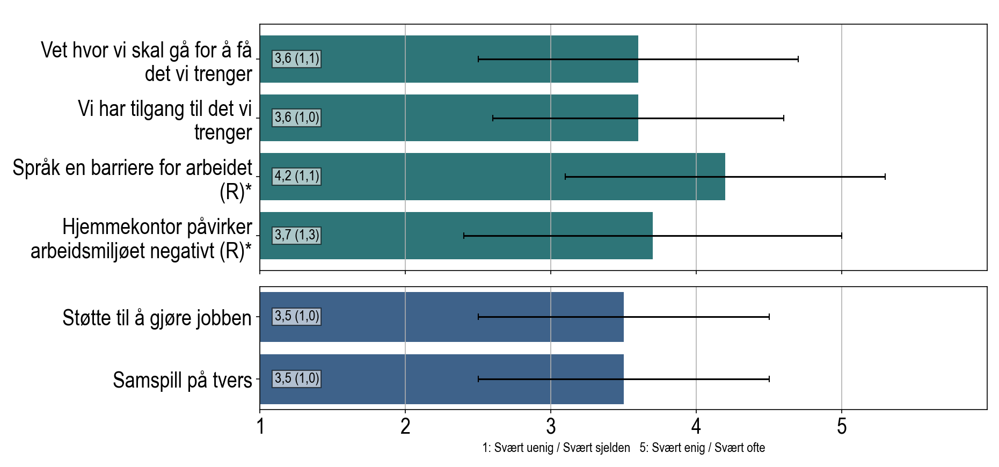 Vet hvor vi skal gå for å få
det vi trenger
3,6 (1,1)
Vi har tilgang til det vi
trenger
3,6 (1,0)
Språk en barriere for arbeidet
(R)*
4,2 (1,1)
Hjemmekontor påvirker
arbeidsmiljøet negativt (R)*
3,7 (1,3)
Støtte til å gjøre jobben
3,5 (1,0)
Samspill på tvers
3,5 (1,0)
1 2 3 4 5
1: Svært uenig / Svært sjelden 5: Svært enig / Svært ofte